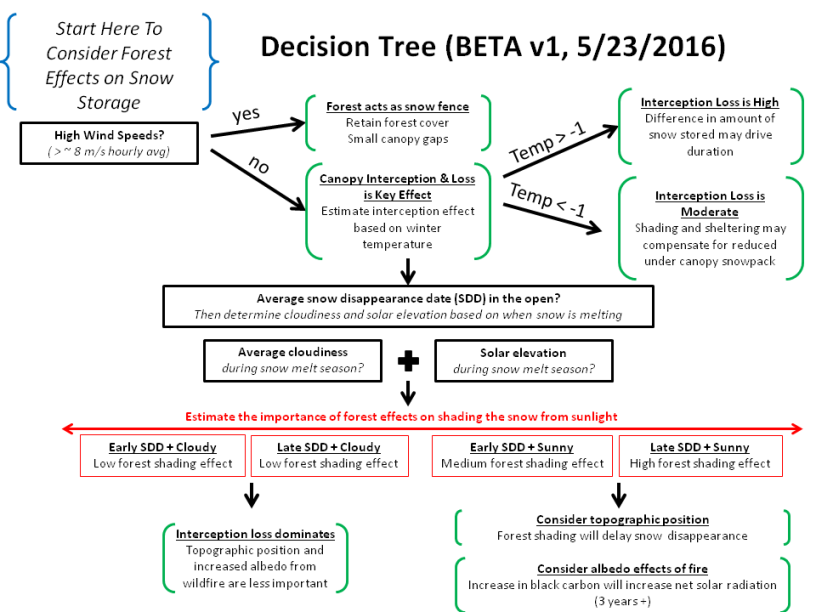 Start Here To
Consider Forest
Effects on Snow
Storage
Decision Tree (BETA v1, 5/23/2016)
High Wind Speeds?
( > ~ 8 m/s hourly avg)
yes
no
Forest acts as snow fence
Retain forest cover
Small canopy gaps
Canopy Interception & Loss
is Key Effect
Estimate interception effect
based on winter
temperature
Temp > -1
Temp < -1
Interception Loss is High
Difference in amount of
snow stored may drive
duration
Interception Loss is
Moderate
Shading and sheltering may
compensate for reduced
under canopy snowpack
Average snow disappearance date (SDD) in the open?
Then determine cloudiness and solar elevation based on when snow is melting
Average cloudiness
during snow melt season?
Solar elevation
during snow melt season?
Estimate the importance of forest effects on shading the snow from sunlight
Early SDD + Cloudy
Low forest shading effect
Late SDD + Cloudy
Low forest shading effect
Early SDD + Sunny
Medium forest shading effect
Late SDD + Sunny
High forest shading effect
Interception loss dominates
Topographic position and
increased albedo from
wildfire are less important
Consider topographic position
Forest shading will delay snow disappearance
Consider albedo effects of fire
Increase in black carbon will increase net solar radiation
(3 years +)